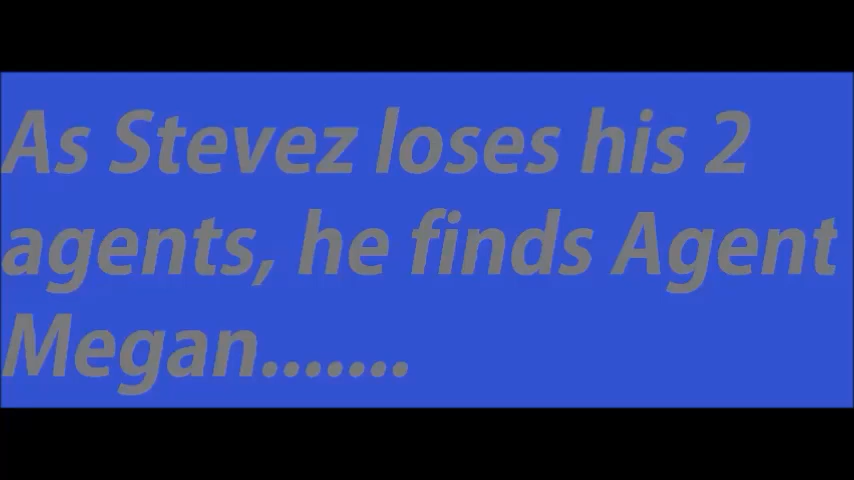 As Stevez loses his 2
agents, he finds Agent
Megan.......